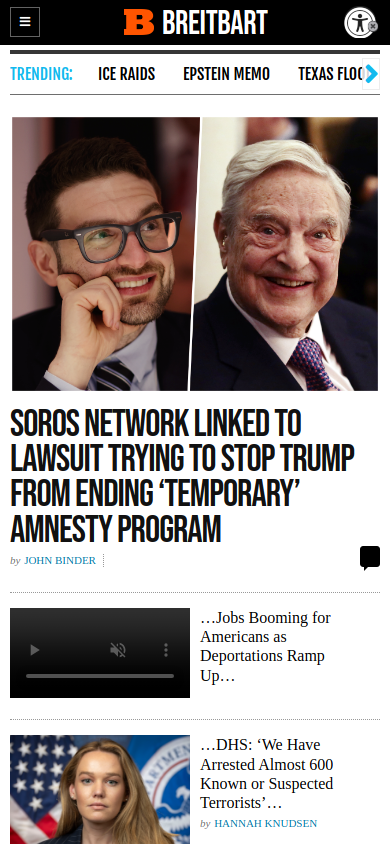 B BREITBART
TRENDING: ICE RAIDS EPSTEIN MEMO TEXAS FLOO
SOROS NETWORK LINKED TO
LAWSUIT TRYING TO STOP TRUMP
FROM ENDING ‘TEMPORARY’
AMNESTY PROGRAM
by JOHN BINDER
…Jobs Booming for
Americans as
Deportations Ramp
Up…
…DHS: ‘We Have
Arrested Almost 600
Known or Suspected
Terrorists’…
by HANNAH KNUDSEN